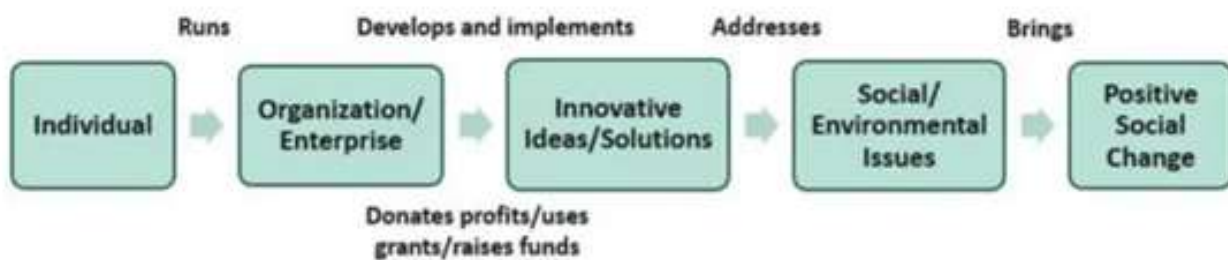 Runs
Develops and implements
Addresses
Brings
Individual
Organization/
Enterprise
Innovative
Ideas/Solutions
Social/
Environmental
Issues
Positive
Social
Change
Donates profits/uses
grants/raises funds